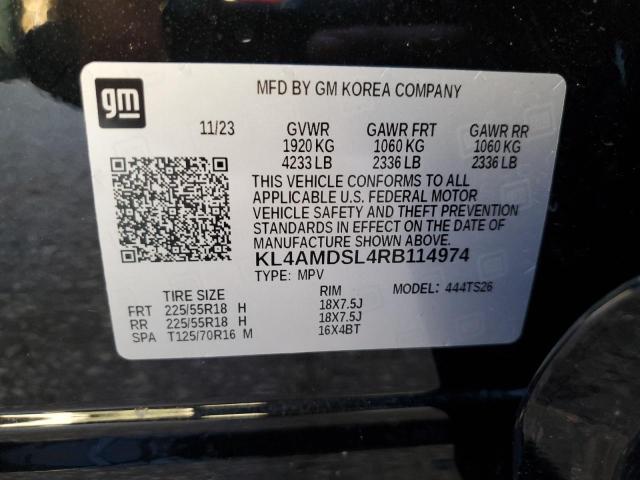 gm
MFD BY GM KOREA COMPANY
11/23 GVWR GAWR FRT GAWR RR
1920 KG 1060 KG 1060 KG
4233 LB 2336 LB 2336 LB
THIS VEHICLE CONFORMS TO ALL
APPLICABLE U.S. FEDERAL MOTOR
VEHICLE SAFETY AND THEFT PREVENTION
STANDARDS IN EFFECT ON THE DATE OF
MANUFACTURE SHOWN ABOVE.
KL4AMDSL4RB114974
TYPE: MPV MODEL: 444TS26
TIRE SIZE RIM
FRT 225/55R18 H 18X7.5J
RR 225/55R18 H 18X7.5J
SPA T125/70R16 M 16X4BT